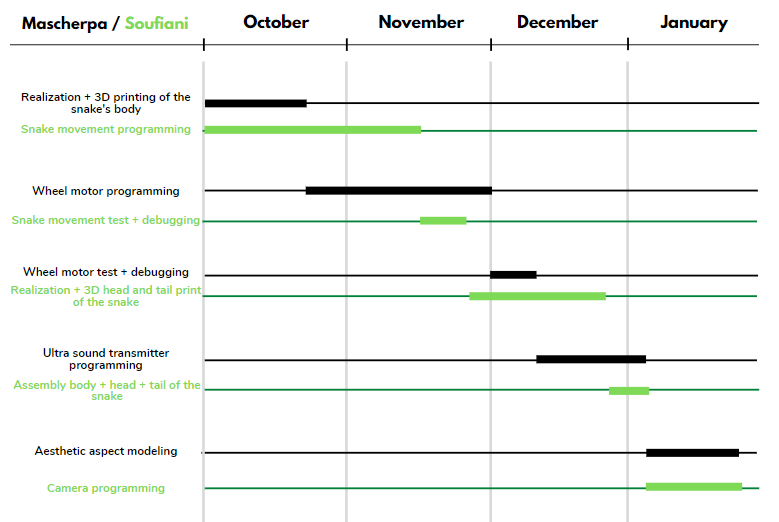 Mascherpa / Soufiani
October
November
December
January
Realization + 3D printing of the
snake's body
Snake movement programming
Wheel motor programming
Snake movement test + debugging
Wheel motor test + debugging
Realization + 3D head and tail print
of the snake
Ultra sound transmitter
programming
Assembly body + head + tail of the
snake
Aesthetic aspect modeling
Camera programming